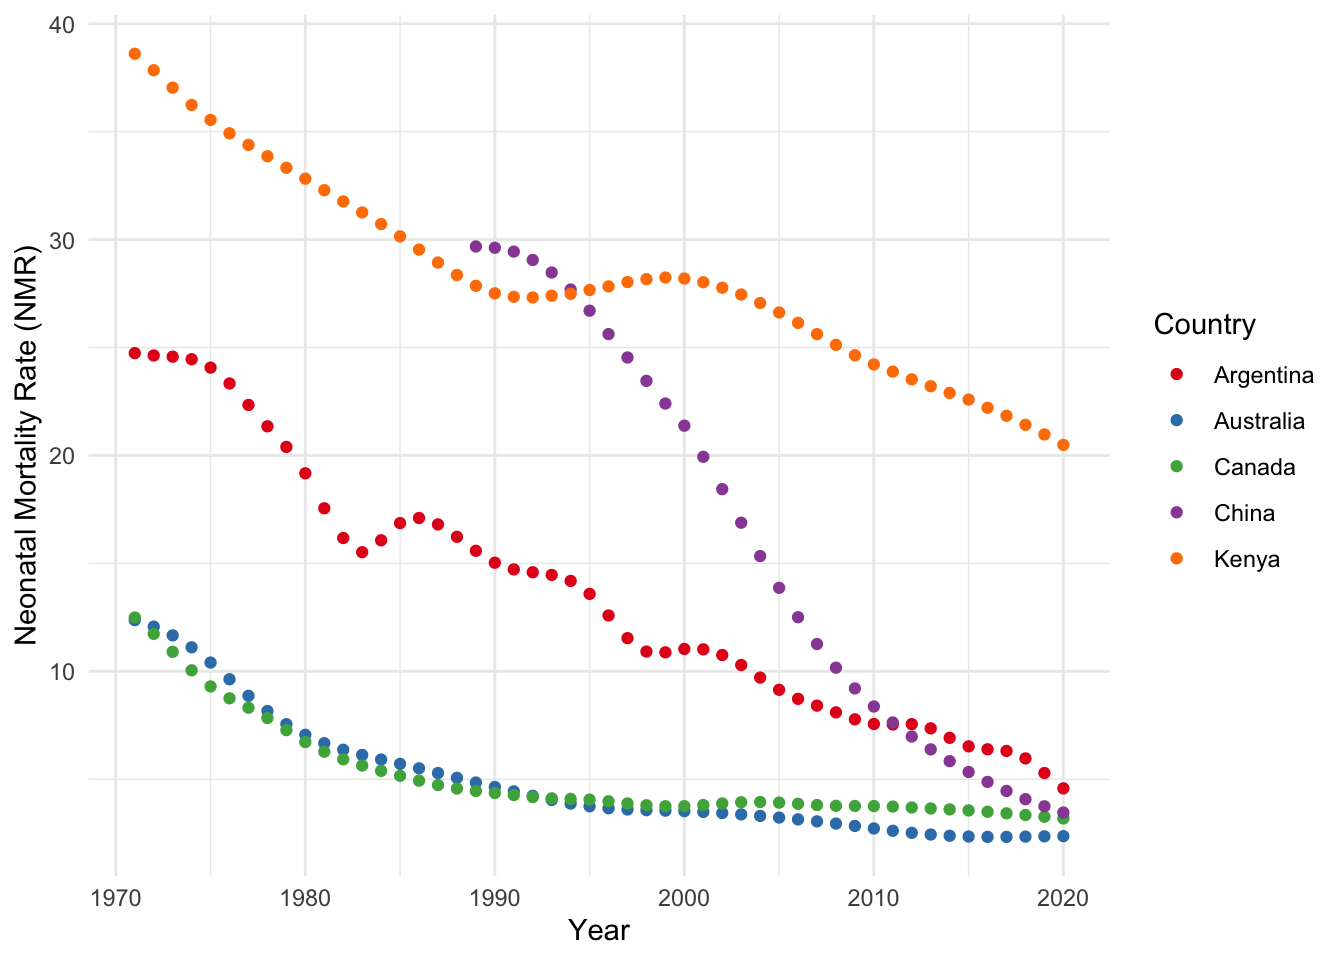 40
30
20
10
Neonatal Mortality Rate (NMR)
1970 1980 1990 2000 2010 2020
Year
Country
Argentina
Australia
Canada
China
Kenya